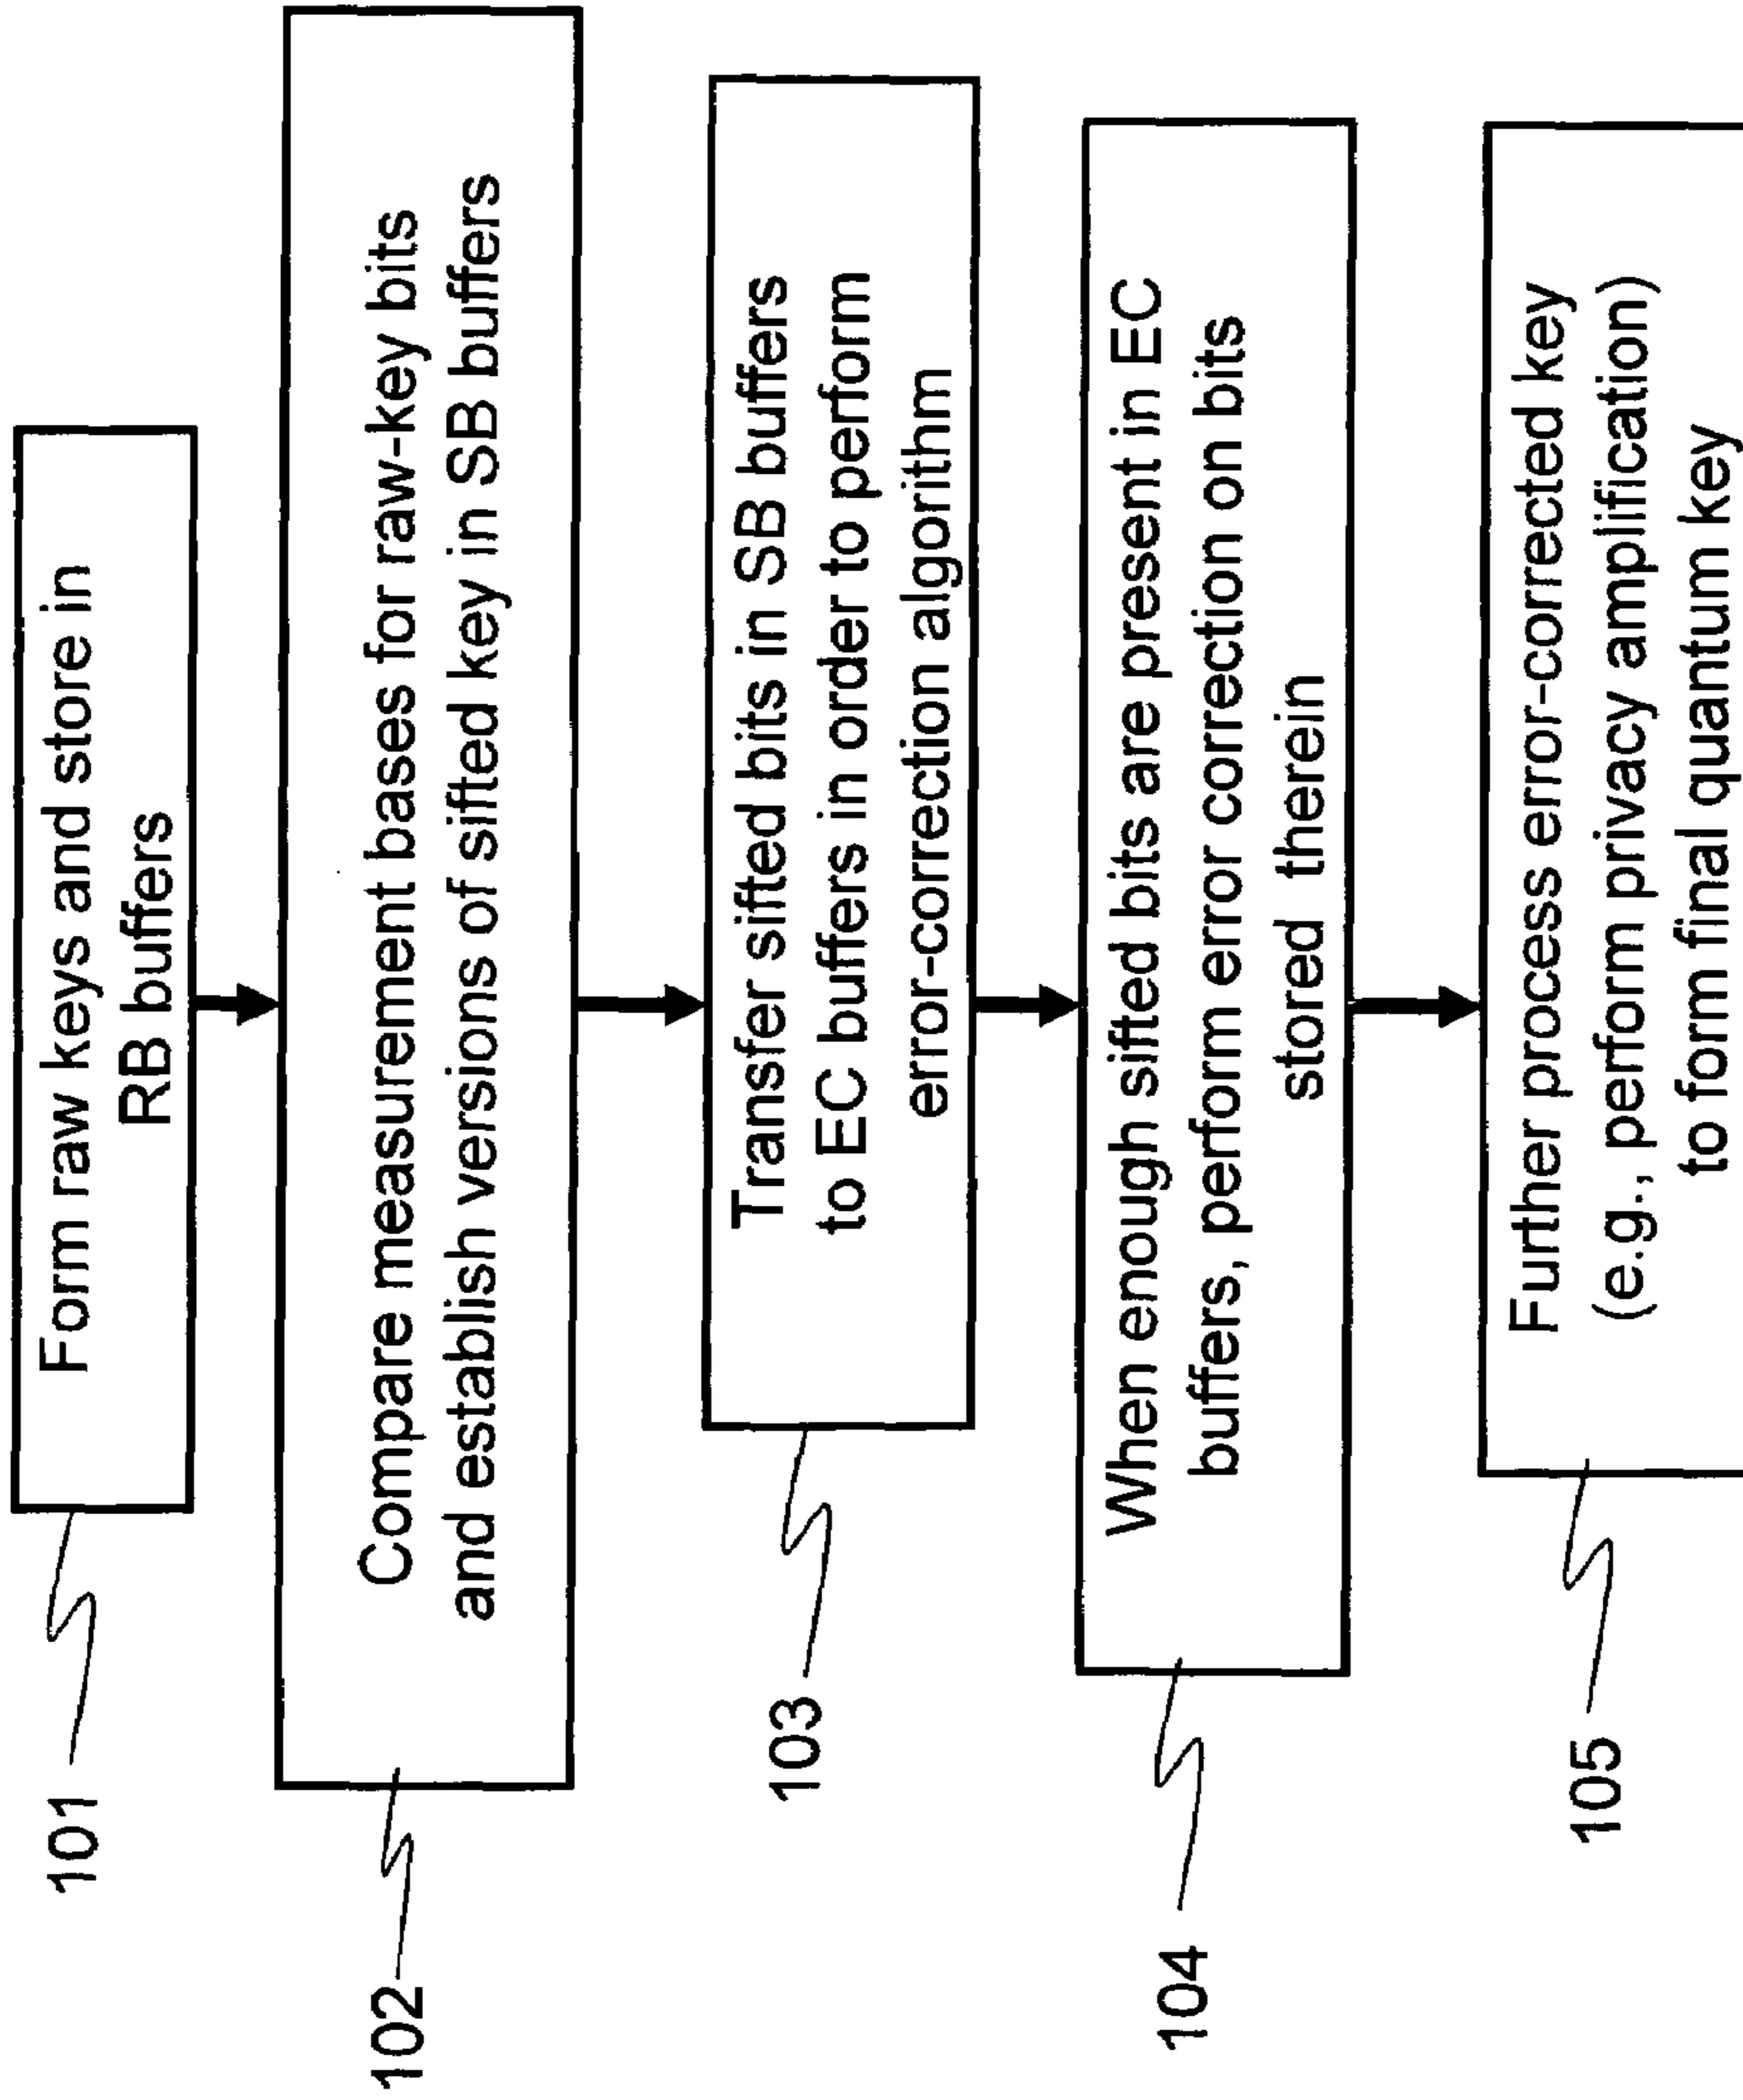 101
Form raw keys and store in
RB buffers
102
Compare measurement bases for raw-key bits
and establish versions of sifted key in SB buffers
103
Transfer sifted bits in SB buffers
to EC buffers in order to perform
error-correction algorithm
104
When enough sifted bits are present in EC
buffers, perform error correction on bits
stored therein
105
Further process error-corrected key
(e.g., perform privacy amplification)
to form final quantum key